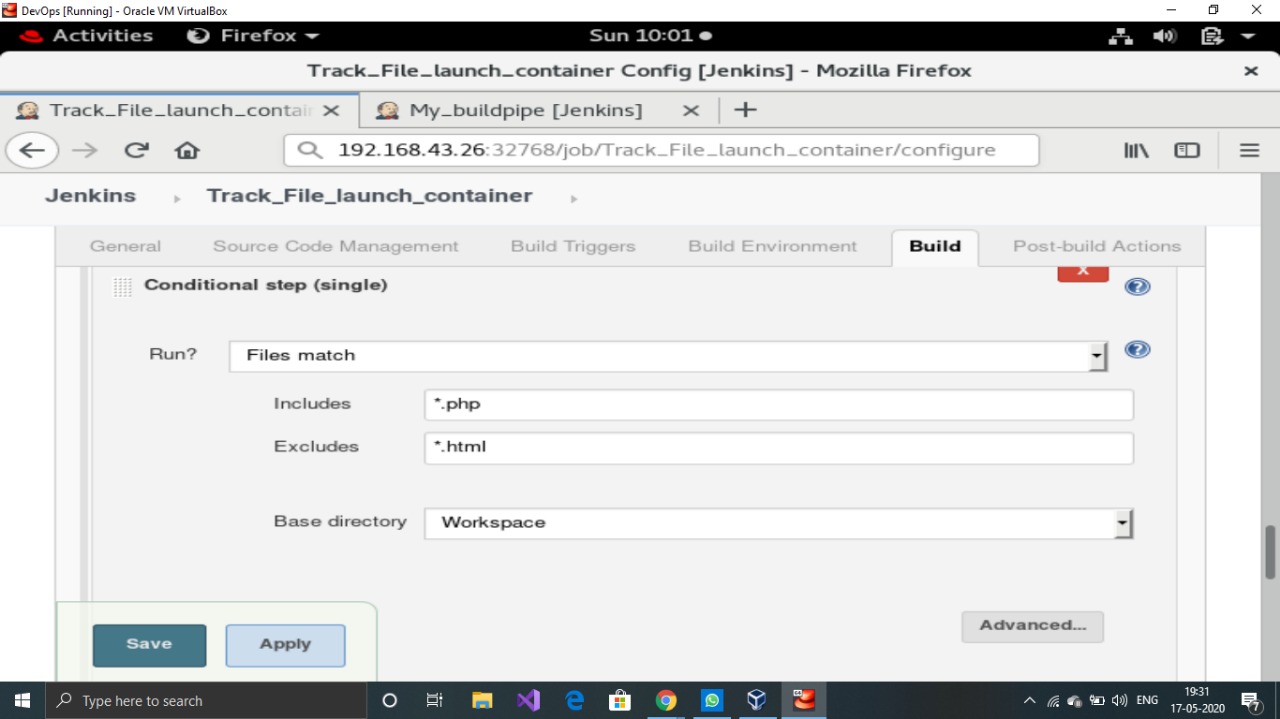 DevOps [Running] - Oracle VM VirtualBox
Activities Firefox Sun 10:01
Track_File_launch_container Config [Jenkins] - Mozilla Firefox
Track_File_launch_contain My_buildpipe [Jenkins]
192.168.43.26:32768/job/Track_File_launch_container/configure
Jenkins Track_File_launch_container
General Source Code Management Build Triggers Build Environment Build Post-build Actions
X
Conditional step (single)
Run? Files match
Includes *.php
Excludes *.html
Base directory Workspace
Advanced...
Save Apply
Type here to search
ENG
19:31
17-05-2020
7